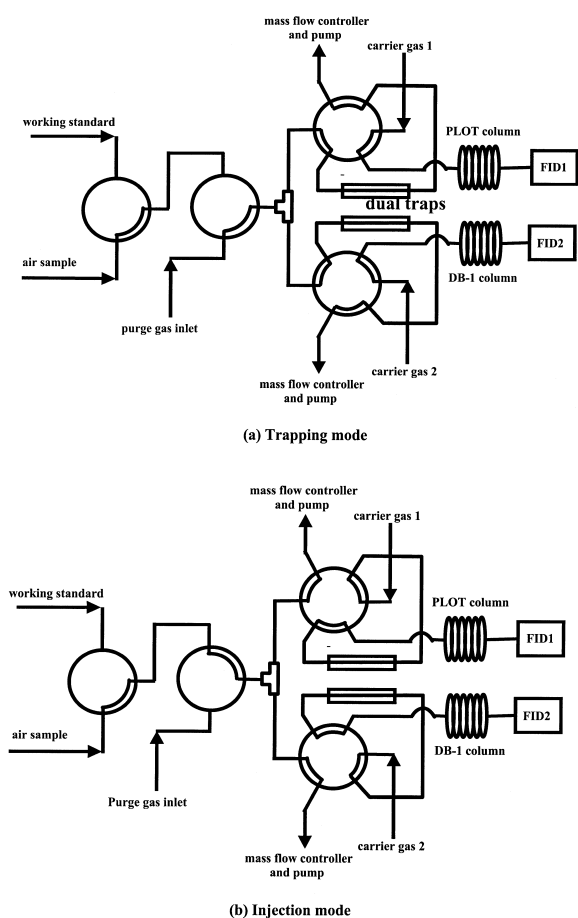 mass flow controller
and pump
carrier gas 1
working standard
PLOT column
FID1
dual traps
air sample
FID2
DB-1 column
purge gas inlet
carrier gas 2
mass flow controller
and pump
(a) Trapping mode
mass flow controller
and pump
carrier gas 1
working standard
PLOT column
FID1
air sample
FID2
DB-1 column
Purge gas inlet
carrier gas 2
mass flow controller
and pump
(b) Injection mode